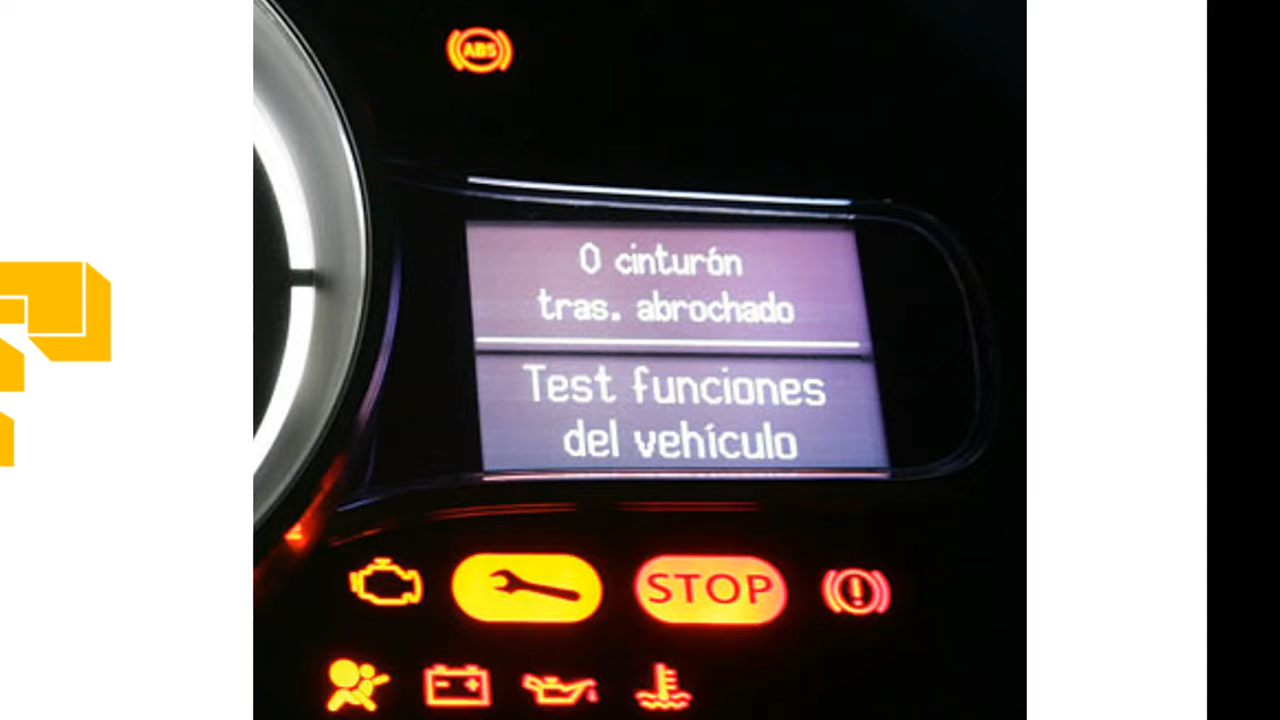 ABS
0 cinturón
tras. abrochado
Test funciones
del vehículo
STOP